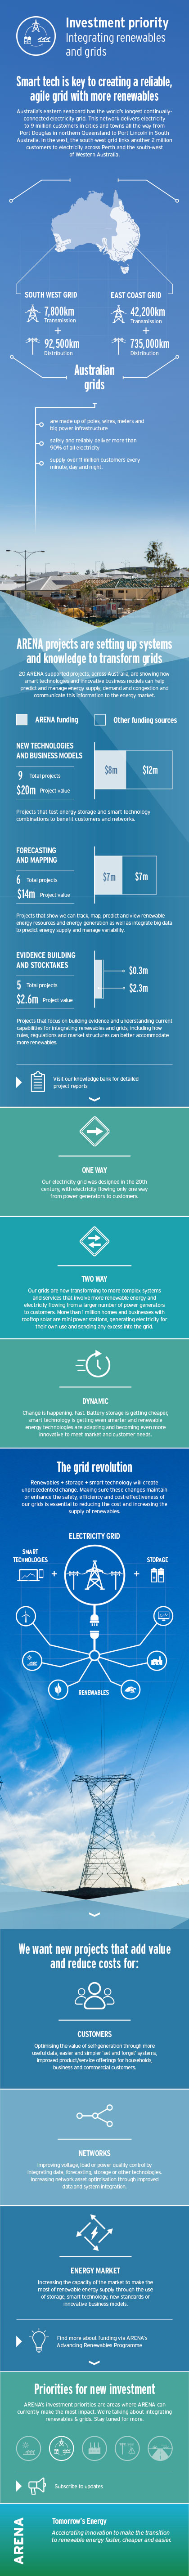 Investment priority
Integrating renewables
and grids
Smart tech is key to creating a reliable,
agile grid with more renewables
Australia's eastern seaboard has the world's longest continually-
connected electricity grid. This network delivers electricity
to 9 million customers in cities and towns all the way from
Port Douglas in northern Queensland to Port Lincoln in South
Australia. In the west, the south-west grid links another 2 million
customers to electricity across Perth and the south-west
of Western Australia.
SOUTH WEST GRID
7,800km
Transmission
+
92,500km
Distribution
EAST COAST GRID
42,200km
Transmission
+
735,000km
Distribution
Australian
grids
are made up of poles, wires, meters and
big power infrastructure
safely and reliably deliver more than
90% of all electricity
supply over 11 million customers every
minute, day and night.
ARENA projects are setting up systems
and knowledge to transform grids
20 ARENA supported projects, across Australia, are showing how
smart technologies and innovative business models can help
predict and manage energy supply, demand and congestion and
communicate this information to the energy market.
ARENA funding
Other funding sources
NEW TECHNOLOGIES
AND BUSINESS MODELS
9 Total projects
$20m Project value
$8m
$12m
Projects that test energy storage and smart technology
combinations to benefit customers and networks.
FORECASTING
AND MAPPING
6 Total projects
$14m Project value
$7m
$7m
Projects that show we can track, map, predict and view renewable
energy resources and energy generation as well as integrate big data
to predict energy supply and manage variability.
EVIDENCE BUILDING
AND STOCKTAKES
5 Total projects
$2.6m Project value
$0.3m
$2.3m
Projects that focus on building evidence and understanding current
capabilities for integrating renewables and grids, including how
rules, regulations and market structures can better accommodate
more renewables.
Visit our knowledge bank for detailed
project reports
ONE WAY
Our electricity grid was designed in the 20th
century, with electricity flowing only one way
from power generators to customers.
TWO WAY
Our grids are now transforming to more complex systems
and services that involve more renewable energy and
electricity flowing from a larger number of power generators
to customers. More than 1 million homes and businesses with
rooftop solar are mini power stations, generating electricity for
their own use and sending any excess into the grid.
DYNAMIC
Change is happening. Fast. Battery storage is getting cheaper,
smart technology is getting even smarter and renewable
energy technologies are adapting and becoming even more
innovative to meet market and customer needs.
The grid revolution
Renewables + storage + smart technology will create
unprecedented change. Making sure these changes maintain
or enhance the safety, efficiency and cost-effectiveness of
our grids is essential to reducing the cost and increasing the
supply of renewables.
ELECTRICITY GRID
SMART
TECHNOLOGIES
+
+
STORAGE
RENEWABLES
We want new projects that add value
and reduce costs for:
CUSTOMERS
Optimising the value of self-generation through more
useful data, easier and simpler 'set and forget' systems,
improved product/service offerings for households,
business and commercial customers.
NETWORKS
Improving voltage, load or power quality control by
integrating data, forecasting, storage or other technologies.
Increasing network asset optimisation through improved
data and system integration.
ENERGY MARKET
Increasing the capacity of the market to make the
most of renewable energy supply through the use
of storage, smart technology, new standards or
innovative business models.
Find more about funding via ARENA's
Advancing Renewables Programme
Priorities for new investment
ARENA's investment priorities are areas where ARENA can
currently make the most impact. We're talking about integrating
renewables & grids. Stay tuned for more.
Subscribe to updates
ARENA
Tomorrow's Energy
Accelerating innovation to make the transition
to renewable energy faster, cheaper and easier.